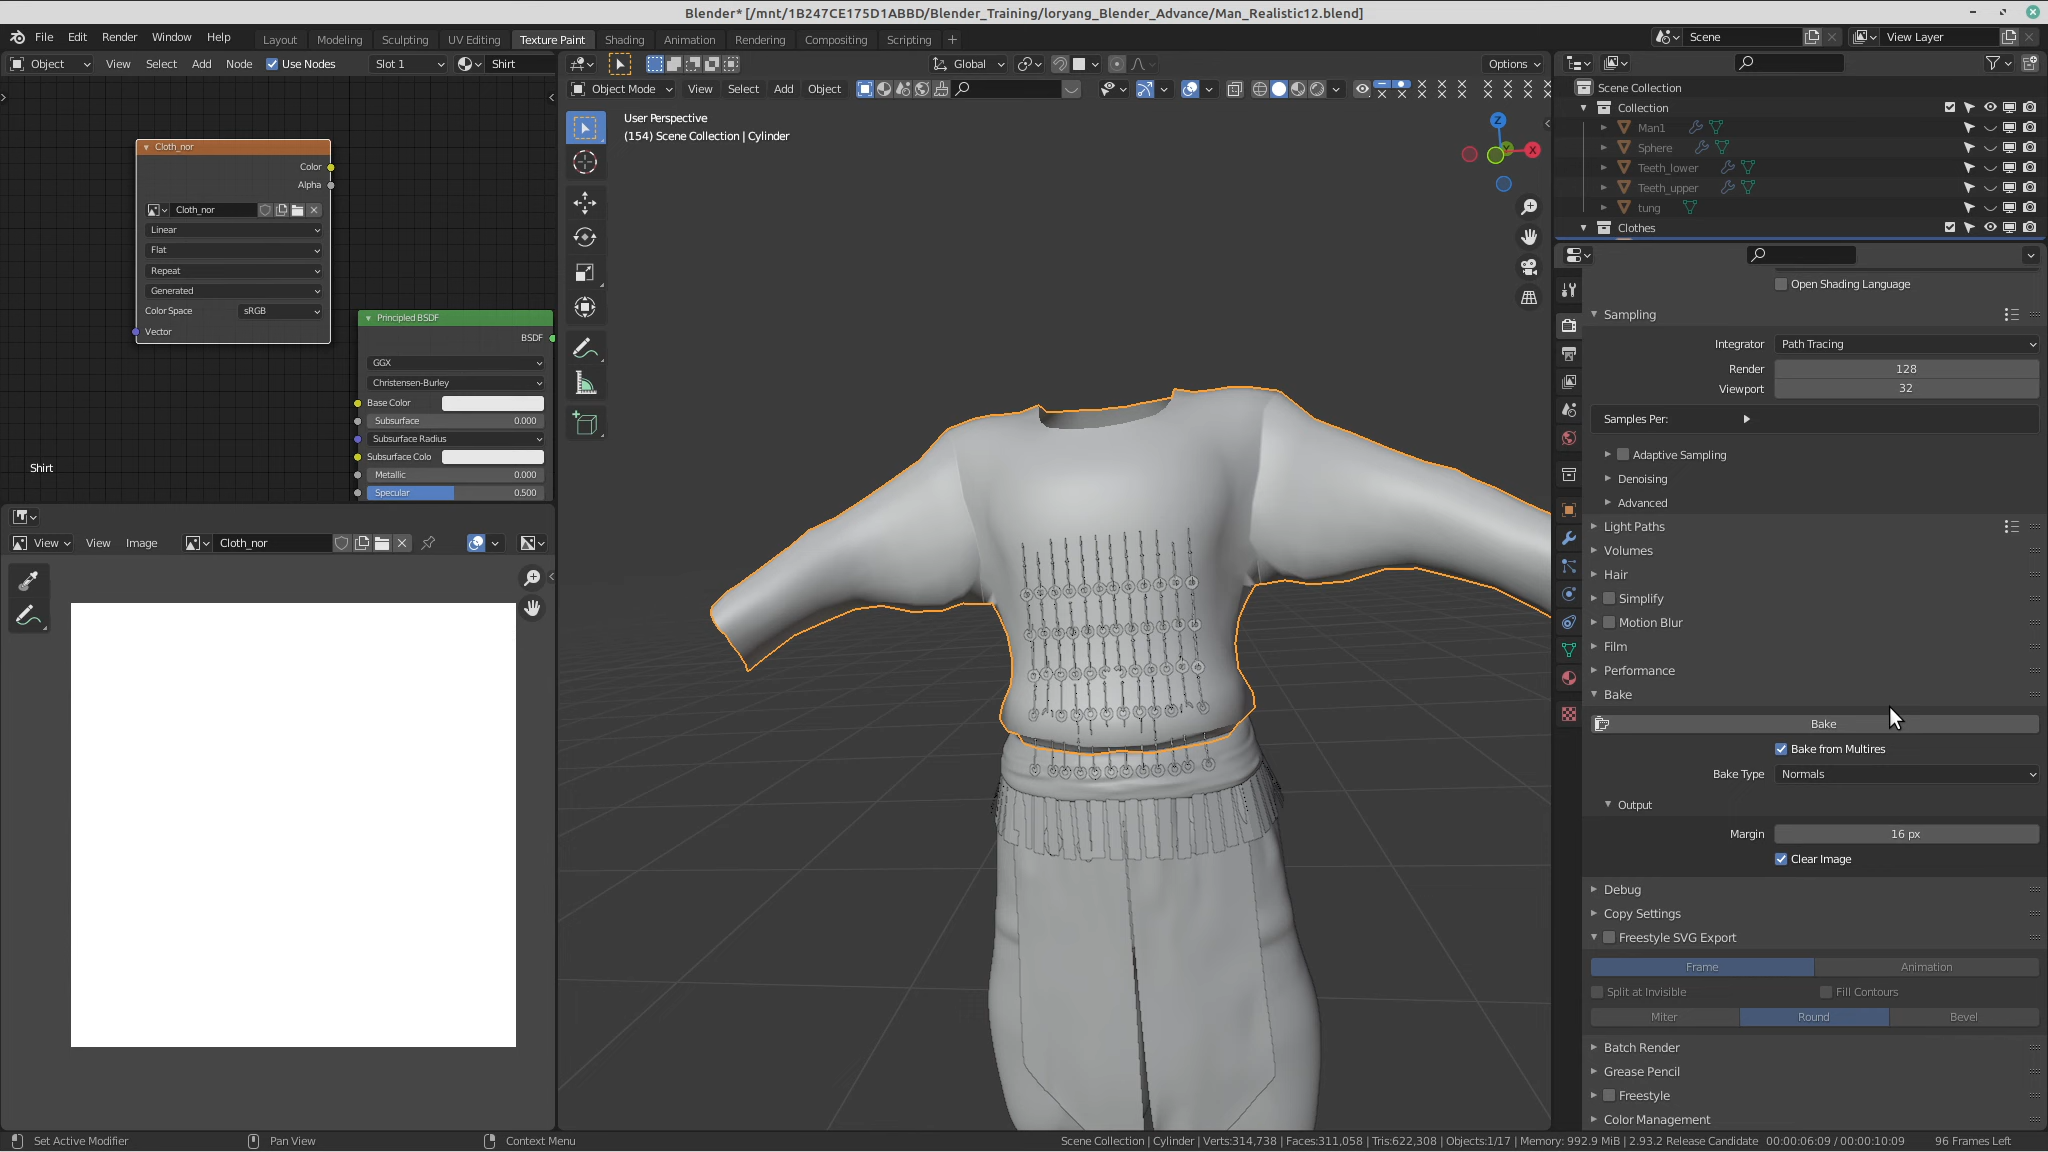 Blender* [/mnt/1B247CE175D1ABBD/Blender_Training/loryang_Blender_Advance/Man_Realistic12.blend]
File Edit Render Window Help Layout Modeling Sculpting UV Editing Texture Paint Shading Animation Rendering Compositing Scripting + Scene View Layer
Object View Select Add Node Use Nodes Slot 1 Shirt
Global Options
Object Mode View Select Add Object
User Perspective
(154) Scene Collection | Cylinder
Z
Y
X
Cloth_nor
Color
Alpha
Cloth_nor
Linear
Flat
Repeat
Generated
Color Space sRGB
Vector
Principled BSDF
BSDF
GGX
Christensen-Burley
Base Color
Subsurface 0.000
Subsurface Radius
Subsurface Colo
Metallic 0.000
Specular 0.500
Shirt
View View Image Cloth_nor
Scene Collection
Collection
Man1
Sphere
Teeth_lower
Teeth_upper
tung
Clothes
Open Shading Language
Sampling
Integrator Path Tracing
Render 128
Viewport 32
Samples Per:
Adaptive Sampling
Denoising
Advanced
Light Paths
Volumes
Hair
Simplify
Motion Blur
Film
Performance
Bake
Bake
Bake from Multires
Bake Type Normals
Output
Margin 16 px
Clear Image
Debug
Copy Settings
Freestyle SVG Export
Frame Animation
Split at Invisible Fill Contours
Miter Round Bevel
Batch Render
Grease Pencil
Freestyle
Color Management
Set Active Modifier Pan View Context Menu Scene Collection | Cylinder | Verts:314,738 | Faces:311,058 | Tris:622,308 | Objects:1/17 | Memory: 992.9 MiB | 2.93.2 Release Candidate 00:00:06:09 / 00:00:10:09 96 Frames Left